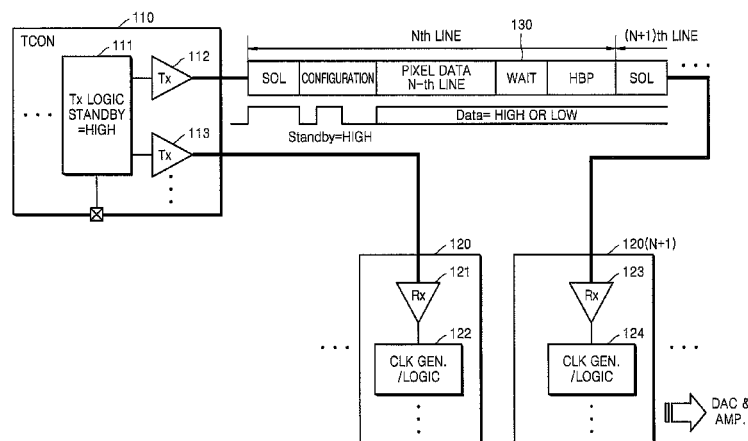 110
TCON
111
112
Tx LOGIC
STANDBY
=HIGH
Tx
113
Tx
Nth LINE
130
(N+1)th LINE
SOL
CONFIGURATION
PIXEL DATA
N-th LINE
WAIT
HBP
SOL
Standby=HIGH
Data= HIGH OR LOW
120
121
Rx
122
CLK GEN.
/LOGIC
120(N+1)
123
Rx
124
CLK GEN.
/LOGIC
DAC &
AMP.